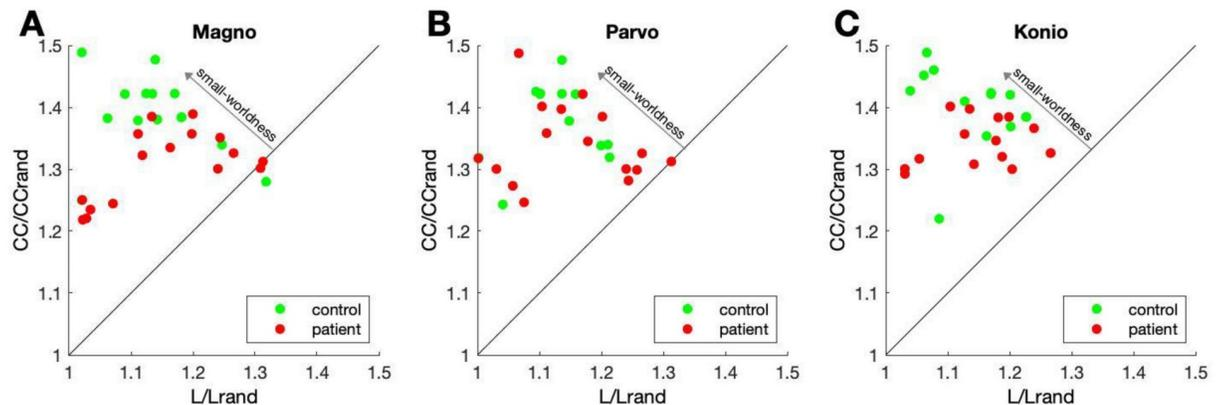 A
Magno
1.5
1.4
1.3
1.2
1.1
1
CC/CCrand
small-worldness
control
patient
1
1.1
1.2
1.3
1.4
1.5
L/Lrand
B
Parvo
1.5
1.4
1.3
1.2
1.1
1
CC/CCrand
small-worldness
control
patient
1
1.1
1.2
1.3
1.4
1.5
L/Lrand
C
Konio
1.5
1.4
1.3
1.2
1.1
1
CC/CCrand
small-worldness
control
patient
1
1.1
1.2
1.3
1.4
1.5
L/Lrand